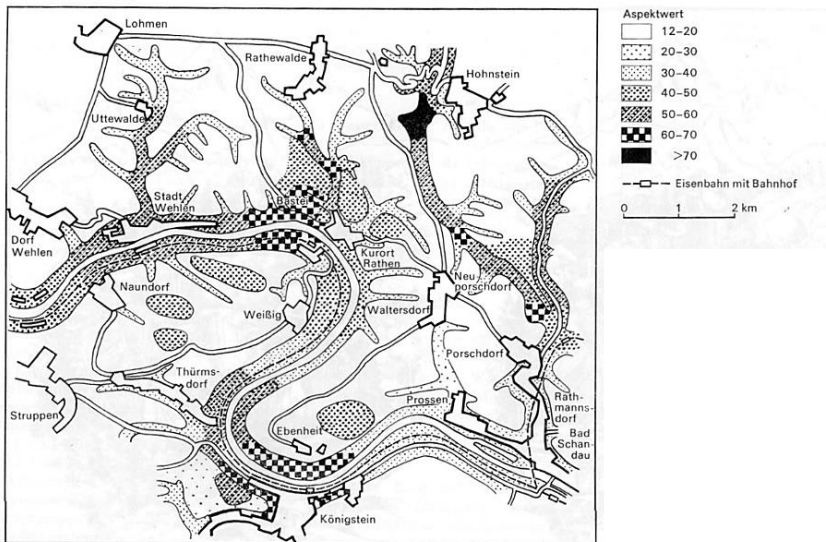 Lohmen
Rathewalde
Hohnstein
Uttewalde
Stadt
Wehlen
Bastei
Dorf
Wehlen
Kurort
Rathen
Naundorf
Neu
porschdorf
Weißig
Waltersdorf
Porschdorf
Thürms-
dorf
Struppen
Prossen
Rath-
manns-
dorf
Ebenheit
Bad
Schan-
dau
Königstein
Aspektwert
12–20
20–30
30–40
40–50
50–60
60–70
>70
Eisenbahn mit Bahnhof
0 1 2 km